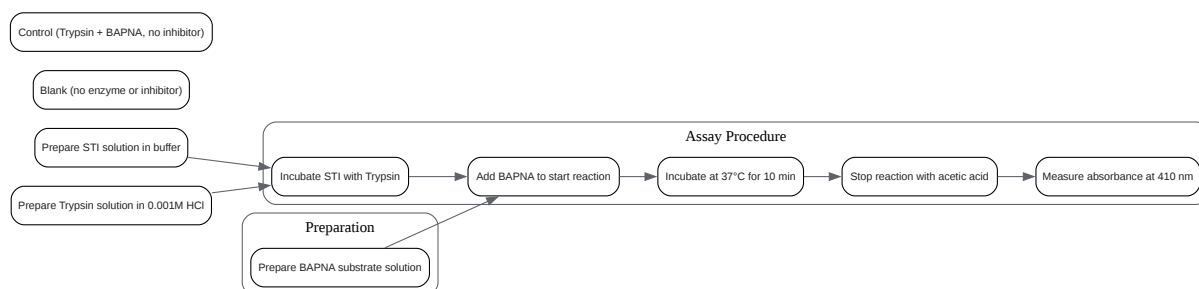 Control (Trypsin + BAPNA, no inhibitor)
Blank (no enzyme or inhibitor)
Prepare STI solution in buffer
Prepare Trypsin solution in 0.001M HCl
Assay Procedure
Incubate STI with Trypsin
Add BAPNA to start reaction
Incubate at 37°C for 10 min
Stop reaction with acetic acid
Measure absorbance at 410 nm
Preparation
Prepare BAPNA substrate solution